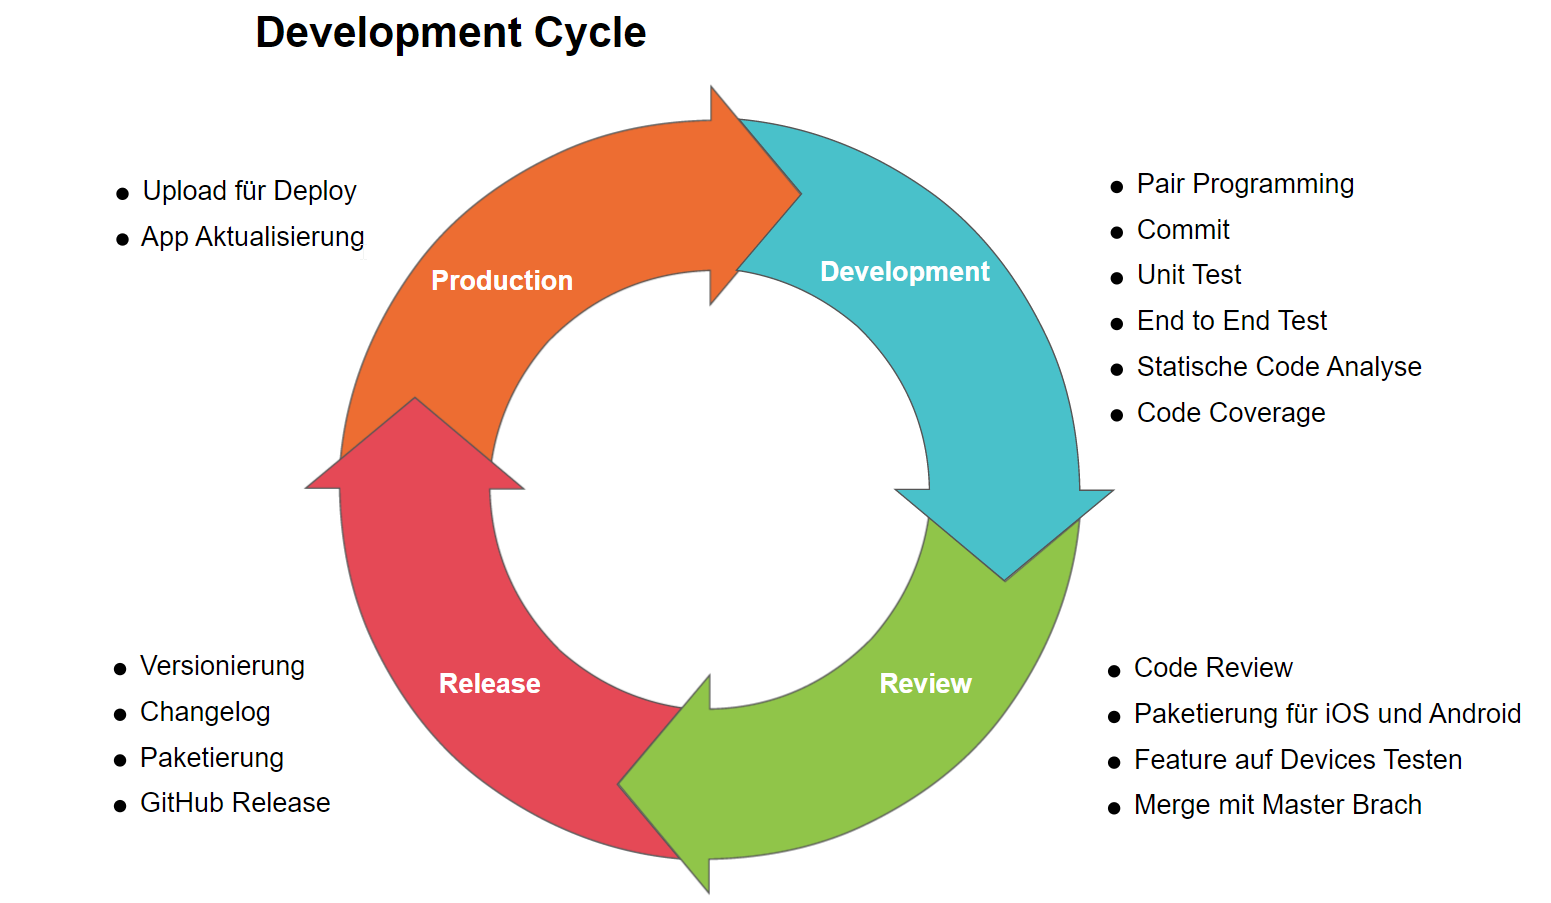 Development Cycle
Upload für Deploy
App Aktualisierung
Production
Development
Pair Programming
Commit
Unit Test
End to End Test
Statische Code Analyse
Code Coverage
Versionierung
Changelog
Paketierung
GitHub Release
Release
Review
Code Review
Paketierung für iOS und Android
Feature auf Devices Testen
Merge mit Master Brach